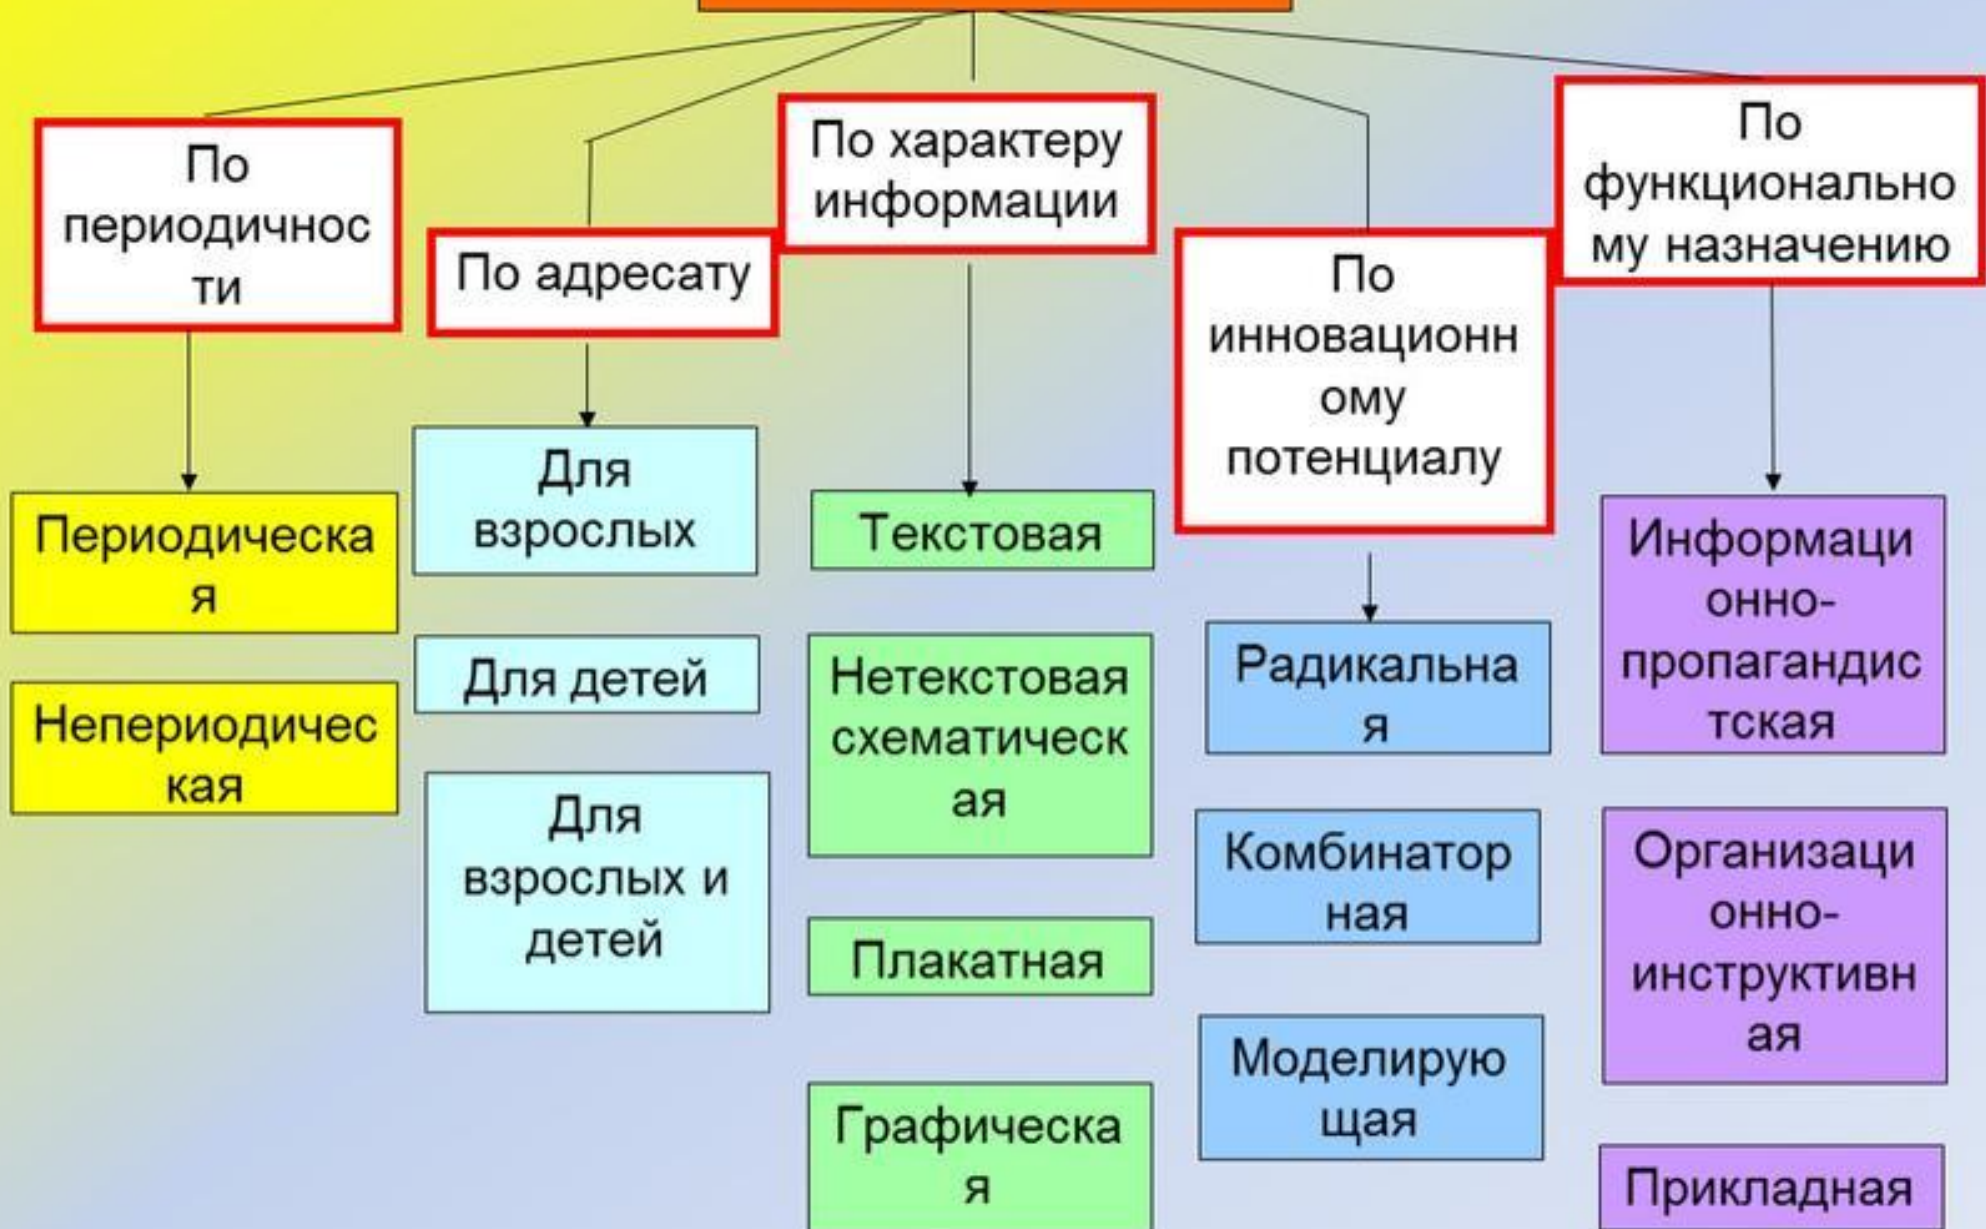 По
периодичнос
ти
По адресату
По характеру
информации
По
инновационн
ому
потенциалу
По
функционально
му назначению
Периодическа
я
Непериодичес
кая
Для
взрослых
Для детей
Для
взрослых и
детей
Текстовая
Нетекстовая
схематическ
ая
Плакатная
Графическа
я
Радикальна
я
Комбинатор
ная
Моделирую
щая
Информаци
онно-
пропагандис
тская
Организаци
онно-
инструктивн
ая
Прикладная